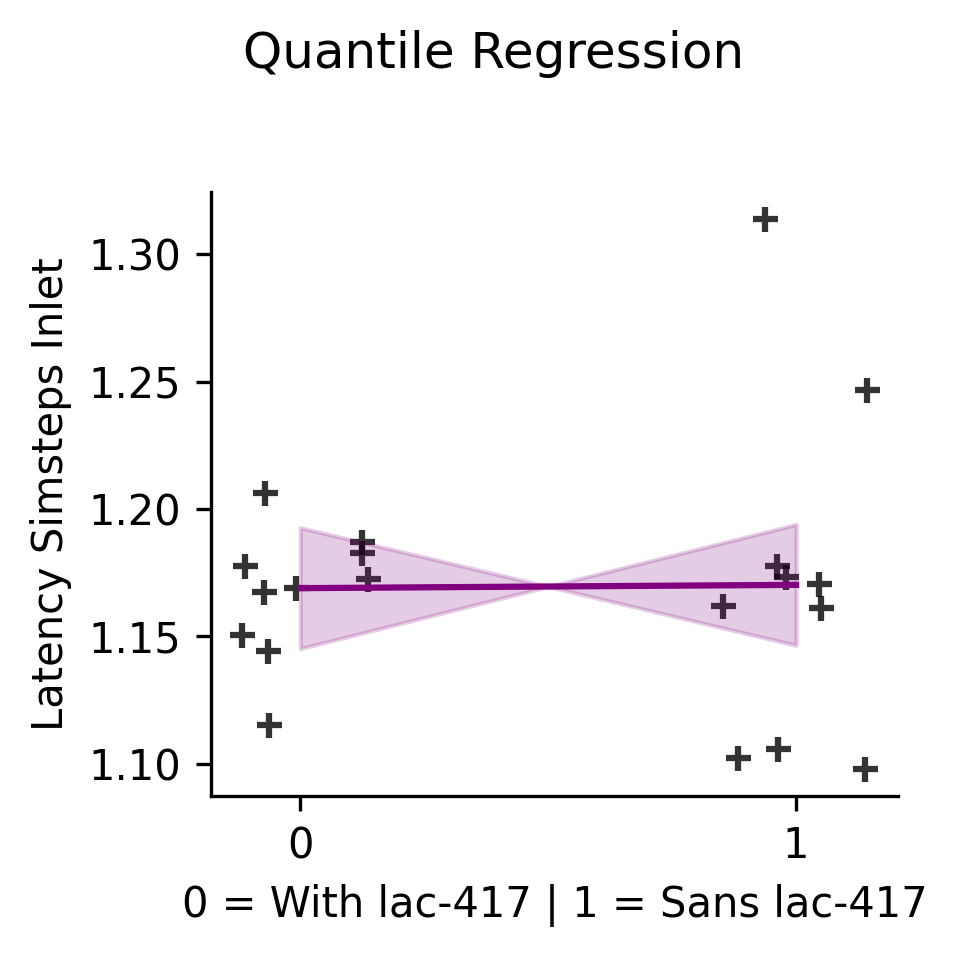 Quantile Regression
Latency Simsteps Inlet
1.30
1.25
1.20
1.15
1.10
0 1
0 = With lac-417 | 1 = Sans lac-417